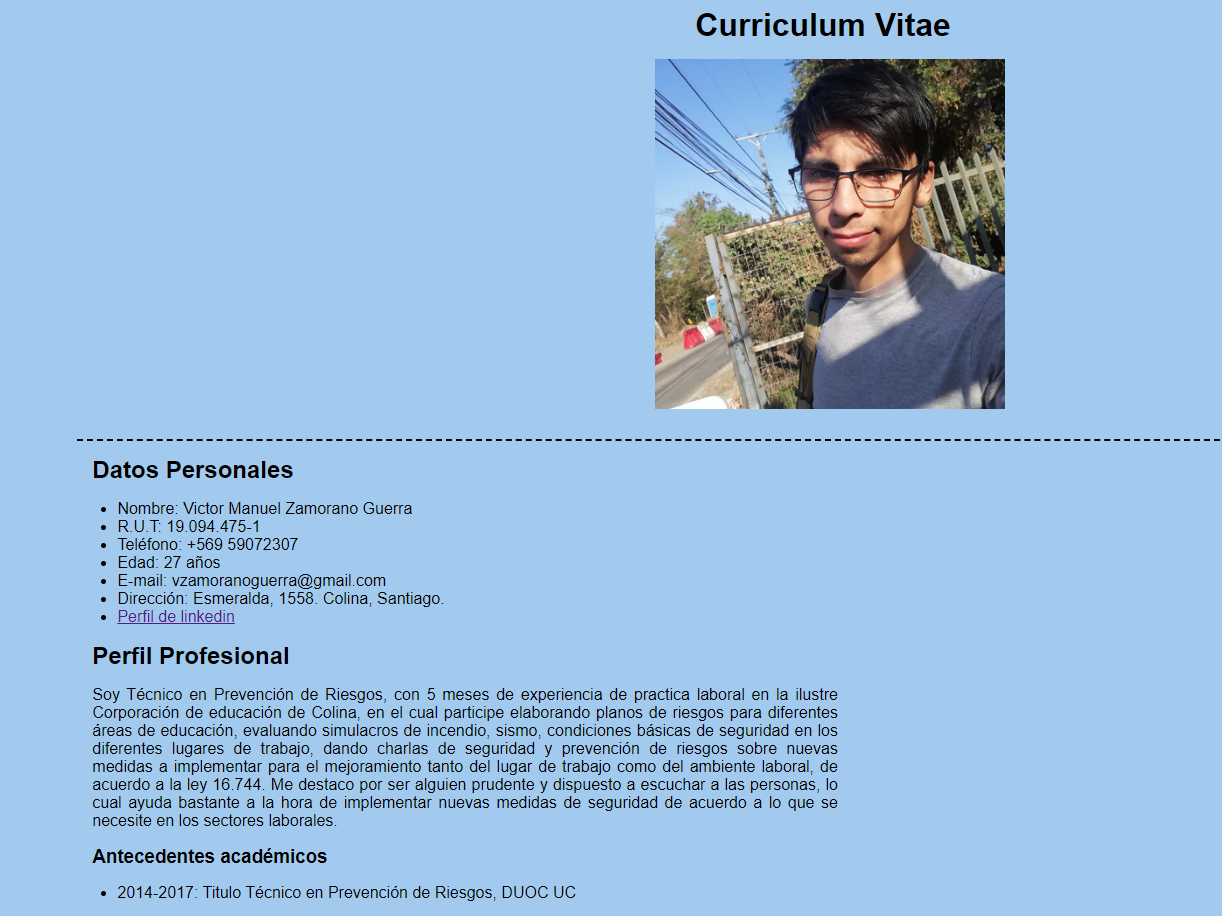 Curriculum Vitae
Datos Personales
Nombre: Victor Manuel Zamorano Guerra
R.U.T: 19.094.475-1
Teléfono: +569 59072307
Edad: 27 años
E-mail: vzamoranoguerra@gmail.com
Dirección: Esmeralda, 1558. Colina, Santiago.
Perfil de linkedin
Perfil Profesional
Soy Técnico en Prevención de Riesgos, con 5 meses de experiencia de practica laboral en la ilustre
Corporación de educación de Colina, en el cual participe elaborando planos de riesgos para diferentes
áreas de educación, evaluando simulacros de incendio, sismo, condiciones básicas de seguridad en los
diferentes lugares de trabajo, dando charlas de seguridad y prevención de riesgos sobre nuevas
medidas a implementar para el mejoramiento tanto del lugar de trabajo como del ambiente laboral, de
acuerdo a la ley 16.744. Me destaco por ser alguien prudente y dispuesto a escuchar a las personas, lo
cual ayuda bastante a la hora de implementar nuevas medidas de seguridad de acuerdo a lo que se
necesite en los sectores laborales.
Antecedentes académicos
2014-2017: Titulo Técnico en Prevención de Riesgos, DUOC UC